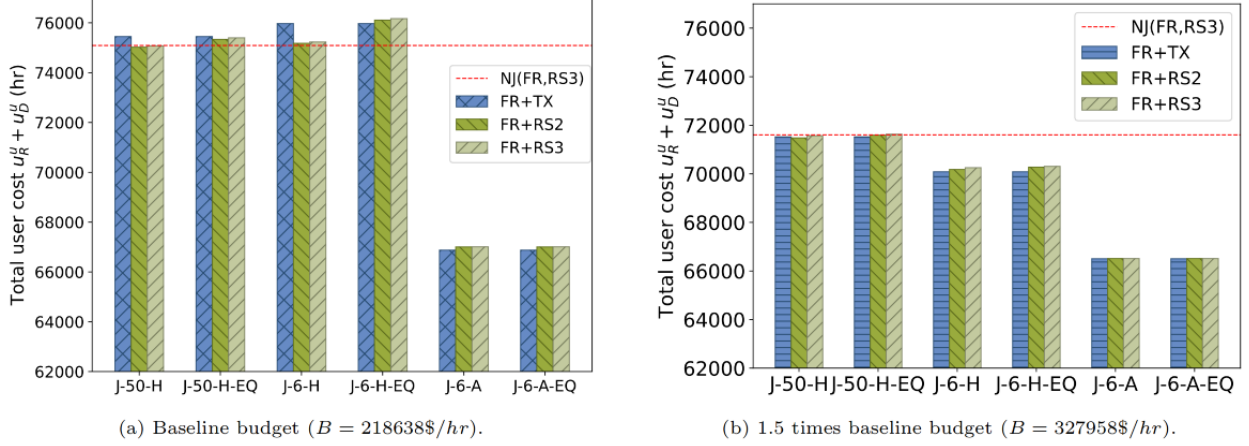 Total user cost u_R^u + u_D^u (hr)
76000
74000
72000
70000
68000
66000
64000
62000
NJ(FR,RS3)
FR+TX
FR+RS2
FR+RS3
J-50-H J-50-H-EQ J-6-H J-6-H-EQ J-6-A J-6-A-EQ
(a) Baseline budget (B = 218638$/hr).
Total user cost u_R^u + u_D^u (hr)
76000
74000
72000
70000
68000
66000
64000
62000
NJ(FR,RS3)
FR+TX
FR+RS2
FR+RS3
J-50-H J-50-H-EQ J-6-H J-6-H-EQ J-6-A J-6-A-EQ
(b) 1.5 times baseline budget (B = 327958$/hr).